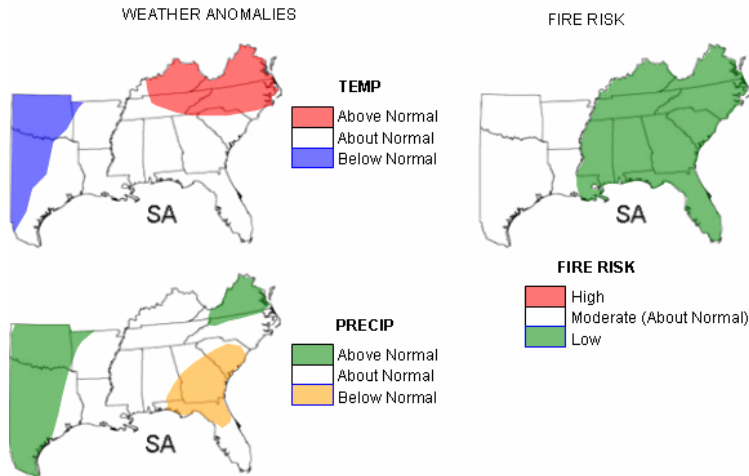 WEATHER ANOMALIES
FIRE RISK
TEMP
Above Normal
About Normal
Below Normal
SA
SA
FIRE RISK
High
Moderate (About Normal)
Low
PRECIP
Above Normal
About Normal
Below Normal
SA